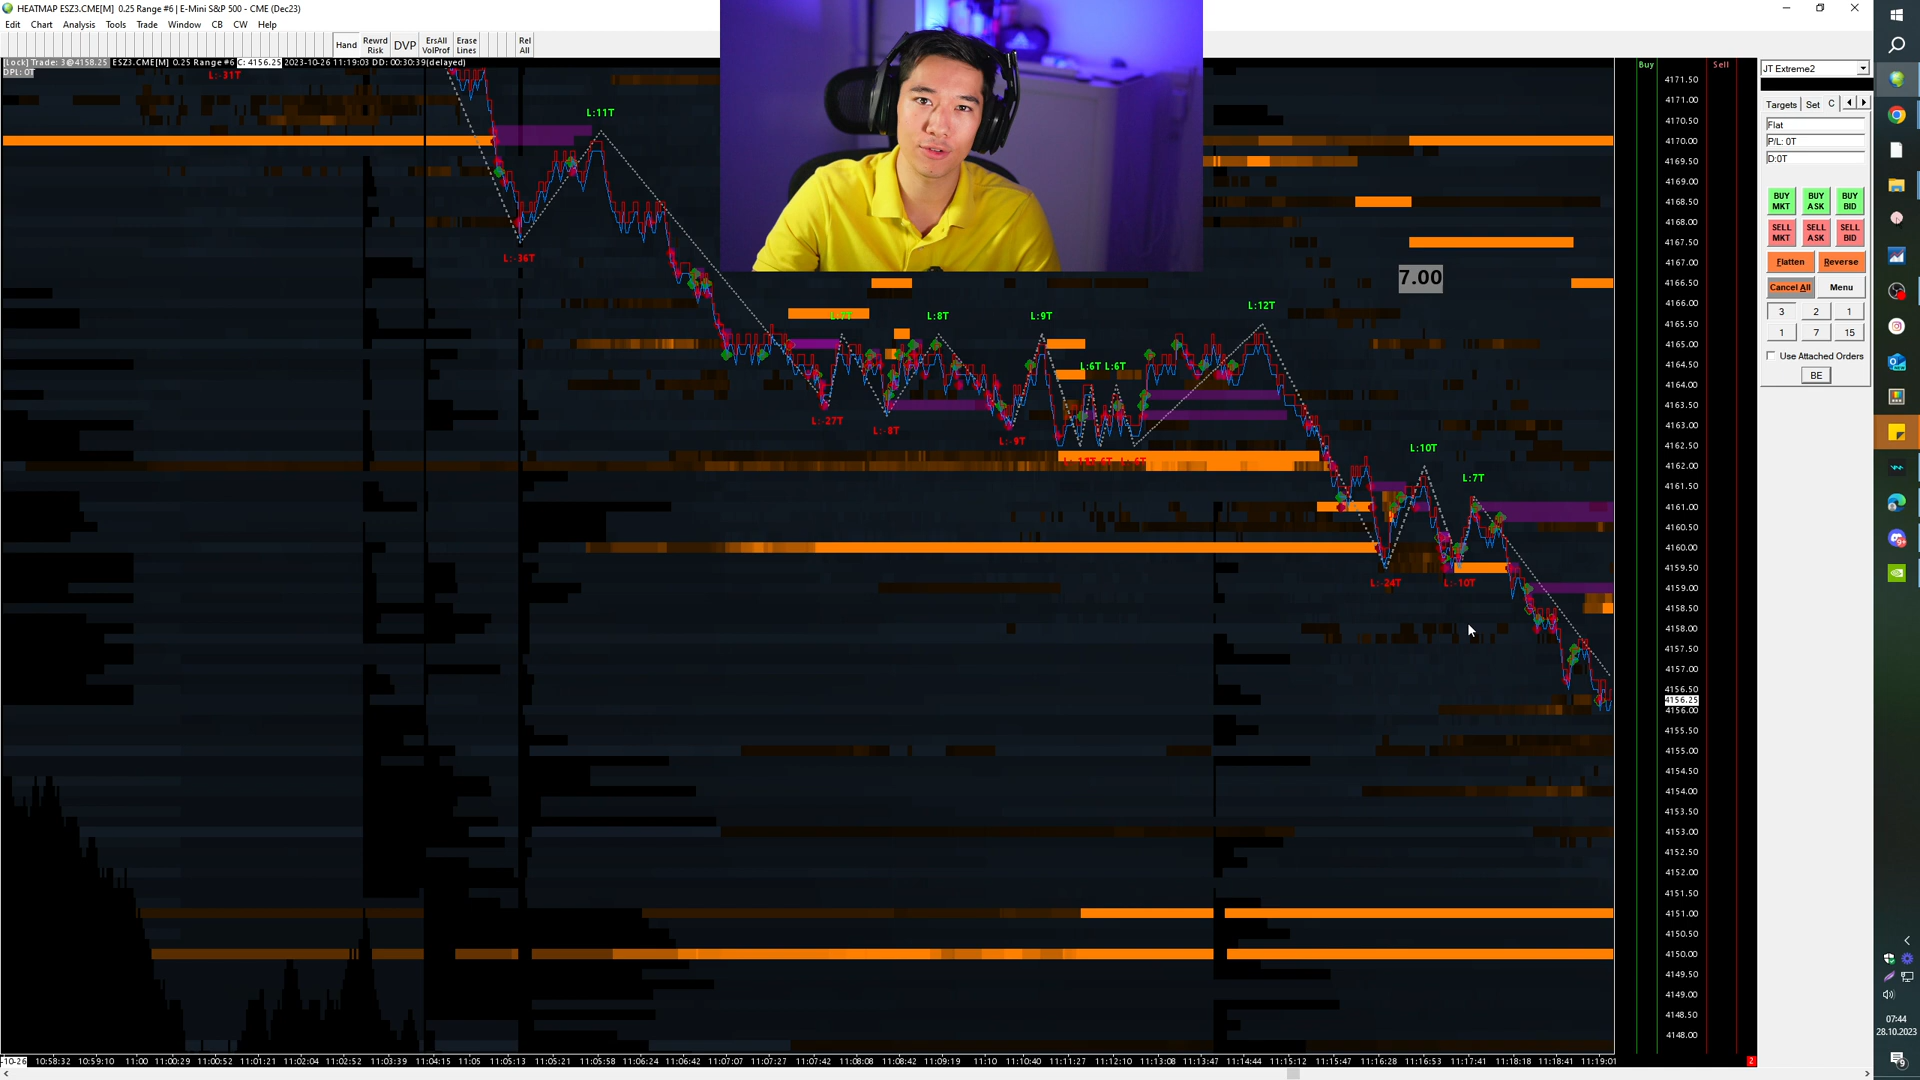 HEATMAP ESZ3.CME[M]  0.25 Range #6 | E-Mini S&P 500 - CME (Dec23)
Edit Chart Analysis Tools Trade Window CB CW Help
Hand Rewrd Risk DVP ErsAll VolProf Erase Lines Rel All
[Lock] Trade: 3@4158.25 ESZ3.CME[M] 0.25 Range #6 C: 4156.25 2023-10-26 11:19:03 DD: 00:30:39(delayed)
DPL: 0T
L:-31T
L:11T
L:-36T
7.00
L:12T
L:7T
L:8T
L:9T
L:6T L:6T
L:-27T
L:-8T
L:-9T
L:-6T
L:10T
L:7T
L:-24T
L:-10T
Buy Sell
4171.50
4171.00
4170.50
4170.00
4169.50
4169.00
4168.50
4168.00
4167.50
4167.00
4166.50
4166.00
4165.50
4165.00
4164.50
4164.00
4163.50
4163.00
4162.50
4162.00
4161.50
4161.00
4160.50
4160.00
4159.50
4159.00
4158.50
4158.00
4157.50
4157.00
4156.50
4156.25
4156.00
4155.50
4155.00
4154.50
4154.00
4153.50
4153.00
4152.50
4152.00
4151.50
4151.00
4150.50
4150.00
4149.50
4149.00
4148.50
4148.00
JT Extreme2
Targets Set C
Flat
P/L: 0T
D:0T
BUY MKT BUY ASK BUY BID
SELL MKT SELL ASK SELL BID
Flatten Reverse
Cancel All Menu
3 2 1
1 7 15
Use Attached Orders
BE
-10-26 10:58:32 10:59:10 11:00 11:00:29 11:00:52 11:01:21 11:02:04 11:02:52 11:03:39 11:04:15 11:05 11:05:13 11:05:21 11:05:58 11:06:24 11:06:42 11:07:07 11:07:27 11:07:42 11:08:08 11:08:42 11:09:19 11:10 11:10:40 11:11:27 11:12:10 11:13:08 11:13:47 11:14:44 11:15:12 11:15:47 11:16:28 11:16:53 11:17:41 11:18:18 11:18:41 11:19:01
2
07:44
28.10.2023